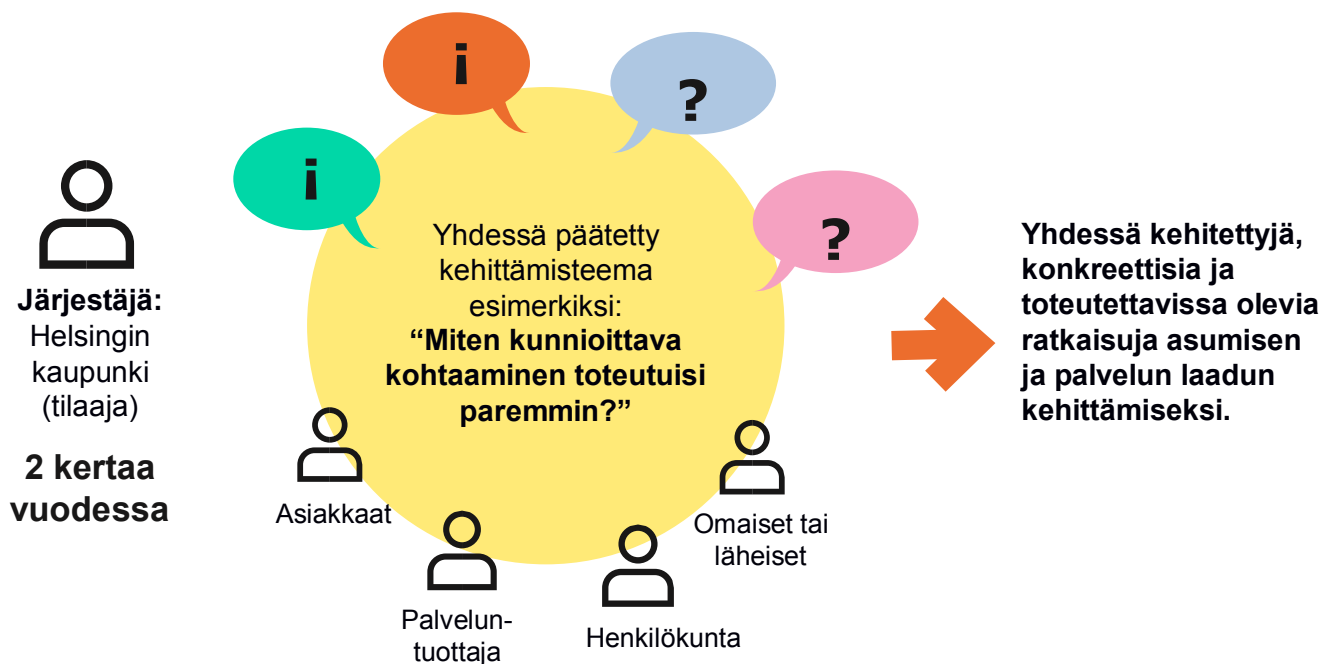 ¡
?
¡
?
Järjestäjä:
Helsingin
kaupunki
(tilaaja)
2 kertaa
vuodessa
Yhdessä päätetty
kehittämisteema
esimerkiksi:
“Miten kunnioittava
kohtaaminen toteutuisi
paremmin?”
Asiakkaat
Palvelun-
tuottaja
Henkilökunta
Omaiset tai
läheiset
Yhdessä kehitettyjä,
konkreettisia ja
toteutettavissa olevia
ratkaisuja asumisen
ja palvelun laadun
kehittämiseksi.